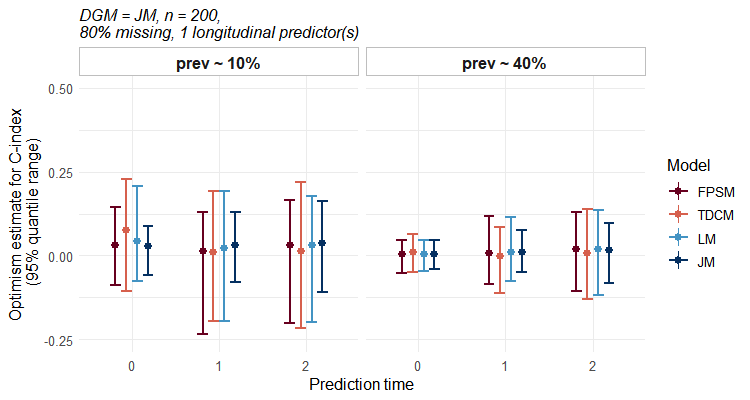 DGM = JM, n = 200,
80% missing, 1 longitudinal predictor(s)
prev ~ 10%
prev ~ 40%
Optimism estimate for C-index
(95% quantile range)
0.50
0.25
0.00
-0.25
0 1 2
0 1 2
Prediction time
Model
FPSM
TDCM
LM
JM